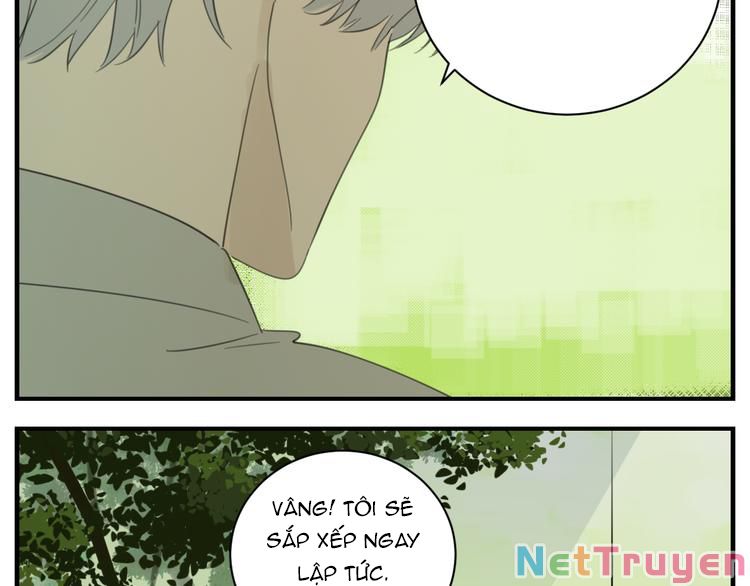 VÂNG! TÔI SẼ
SẮP XẾP NGAY
LẬP TỨC.
NETTRUYEN